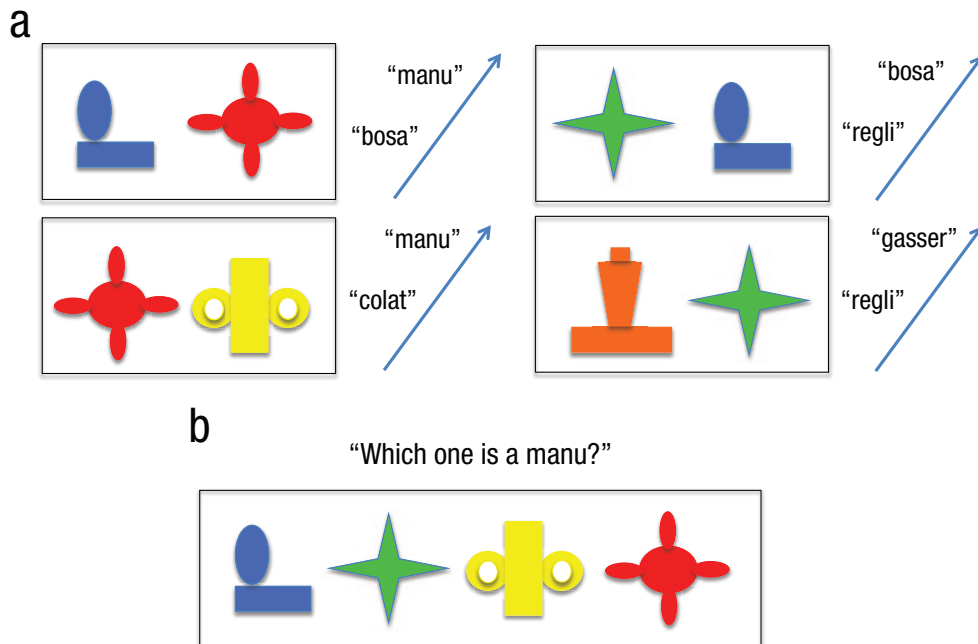 a
“manu”
“bosa”
“bosa”
“regli”
“manu”
“colat”
“gasser”
“regli”
b
“Which one is a manu?”